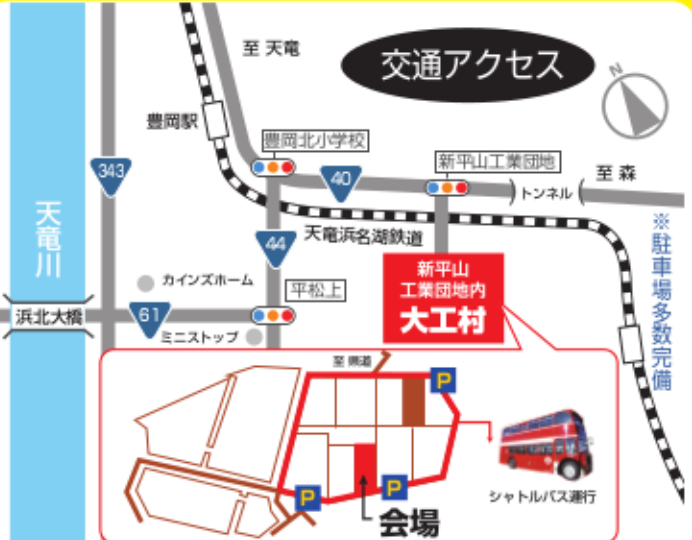 交通アクセス
N
至 天竜
豊岡駅
豊岡北小学校
新平山工業団地
至 森
343
40
トンネル
天竜川
44
天竜浜名湖鉄道
※駐車場多数完備
カインズホーム
平松上
新平山
工業団地内
大工村
浜北大橋
61
ミニストップ
至 県道
P
P
P
シャトルバス運行
会場